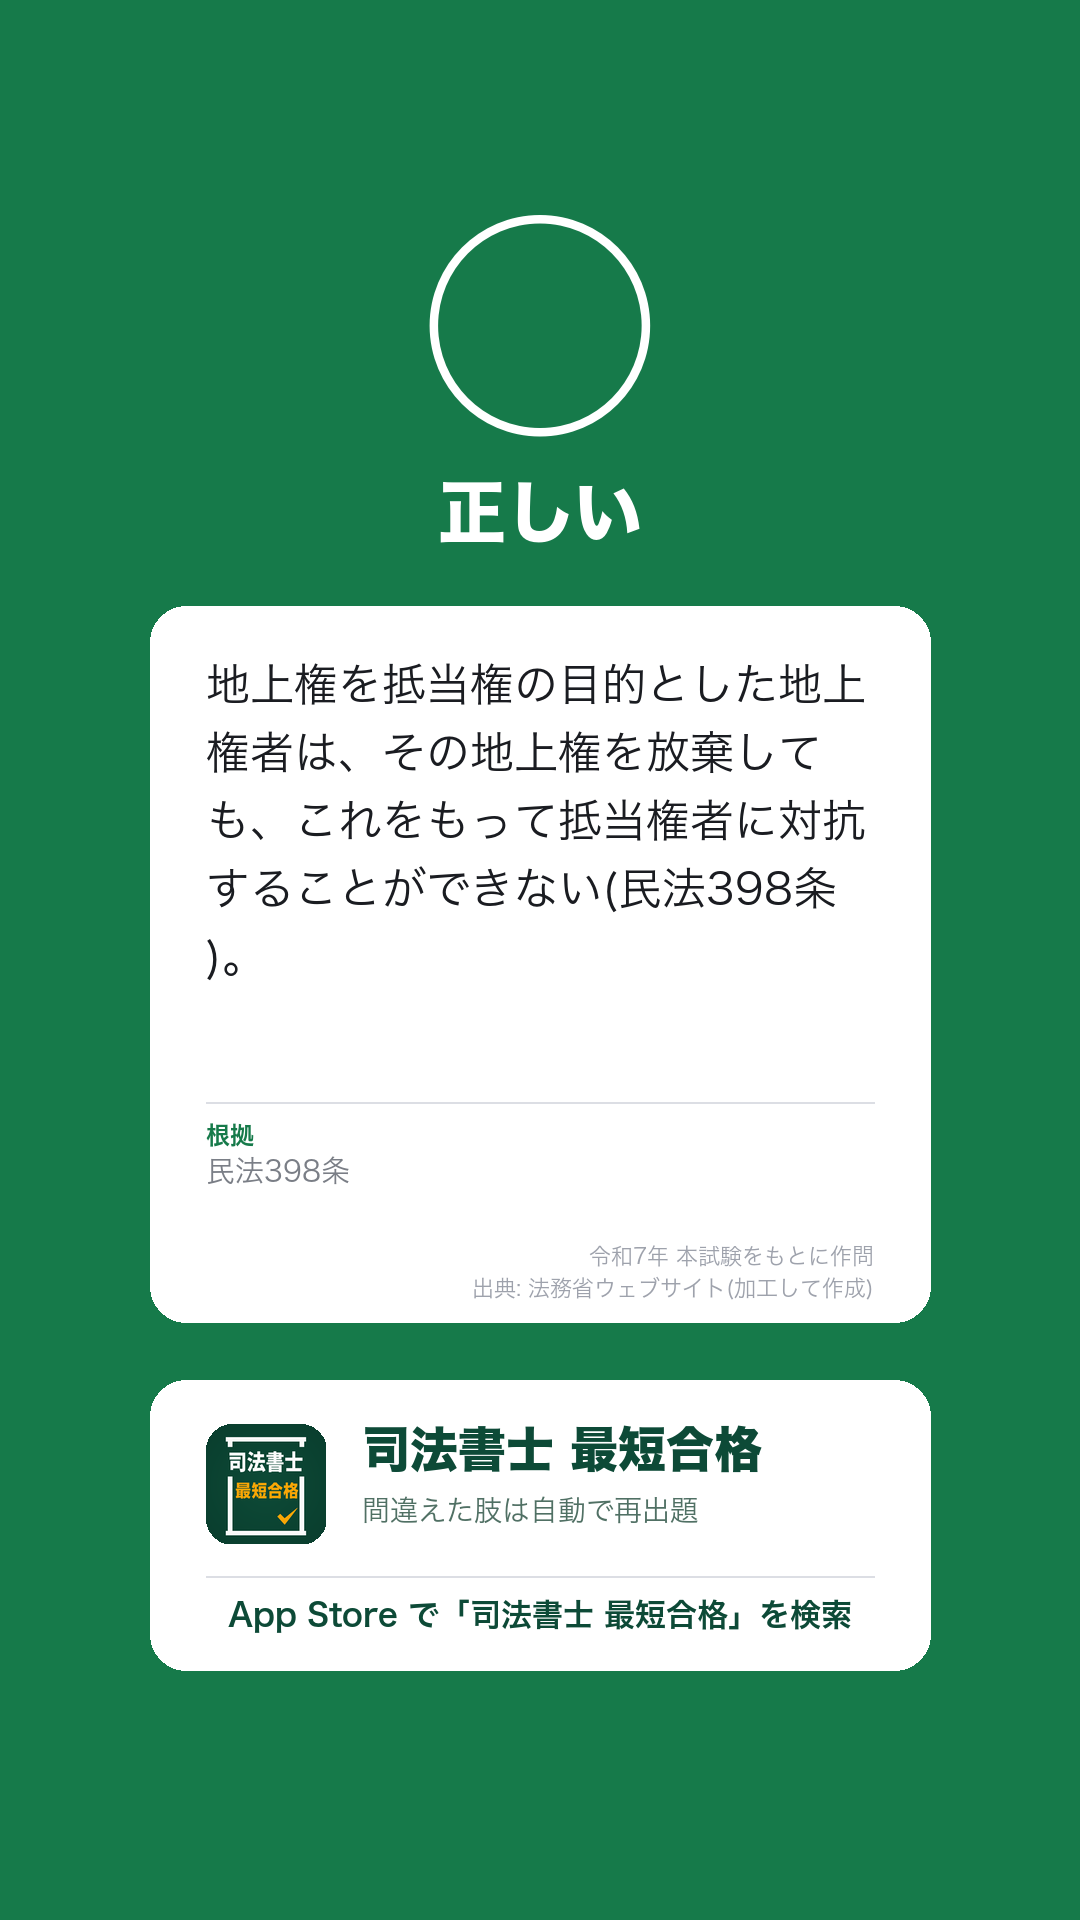 正しい
地上権を抵当権の目的とした地上
権者は、その地上権を放棄して
も、これをもって抵当権者に対抗
することができない(民法398条
)。
根拠
民法398条
令和7年 本試験をもとに作問
出典: 法務省ウェブサイト(加工して作成)
司法書士
最短合格
司法書士 最短合格
間違えた肢は自動で再出題
App Store で「司法書士 最短合格」を検索